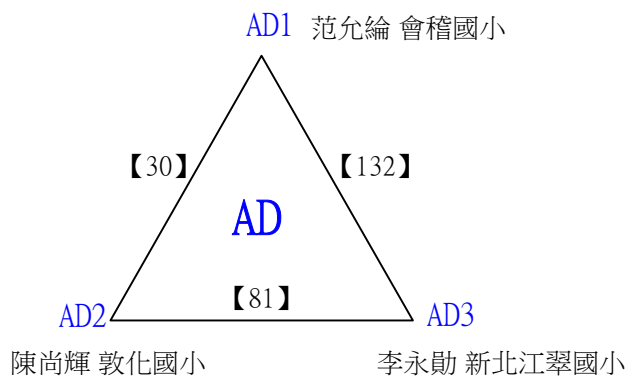 AD1 范允綸 會稽國小
【30】 【132】
AD
【81】
AD2 AD3
陳尚輝 敦化國小 李永勛 新北江翠國小